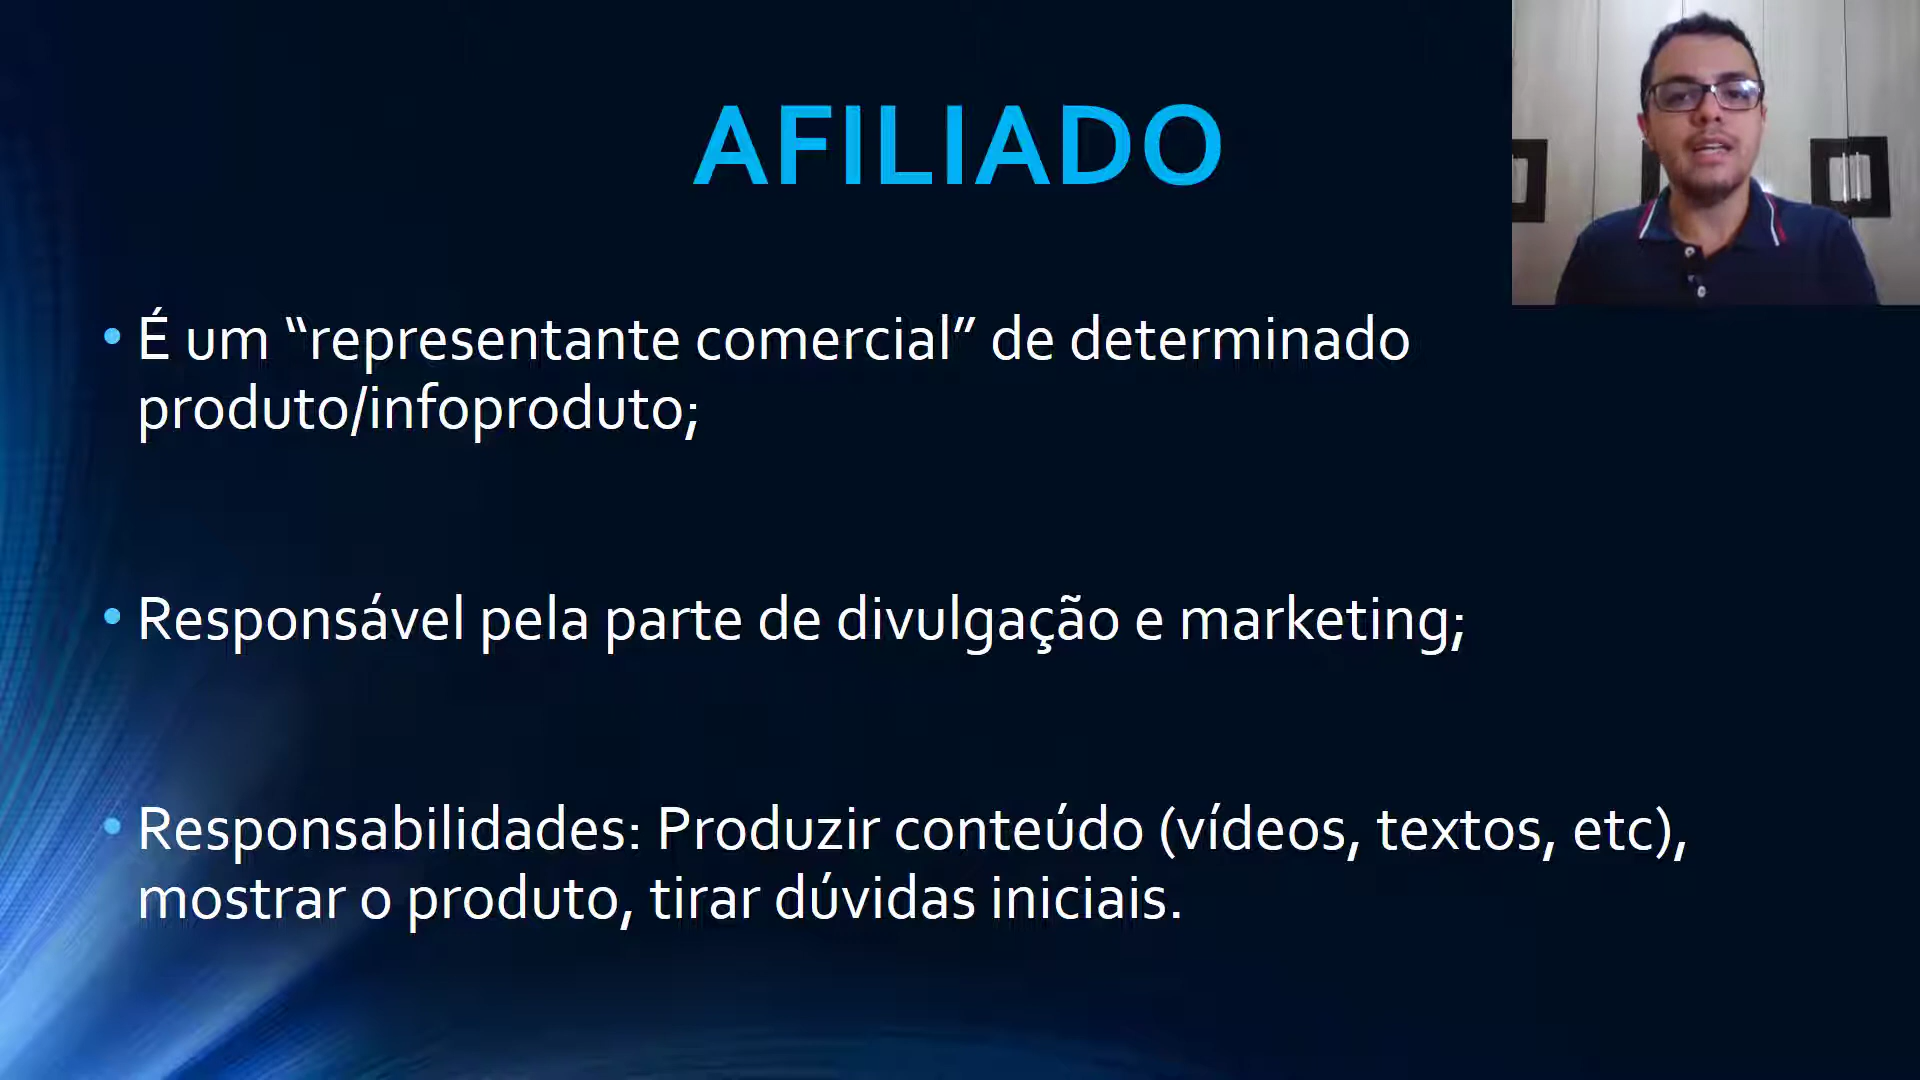 AFILIADO
• É um “representante comercial” de determinado
produto/infoproduto;
• Responsável pela parte de divulgação e marketing;
• Responsabilidades: Produzir conteúdo (vídeos, textos, etc),
mostrar o produto, tirar dúvidas iniciais.